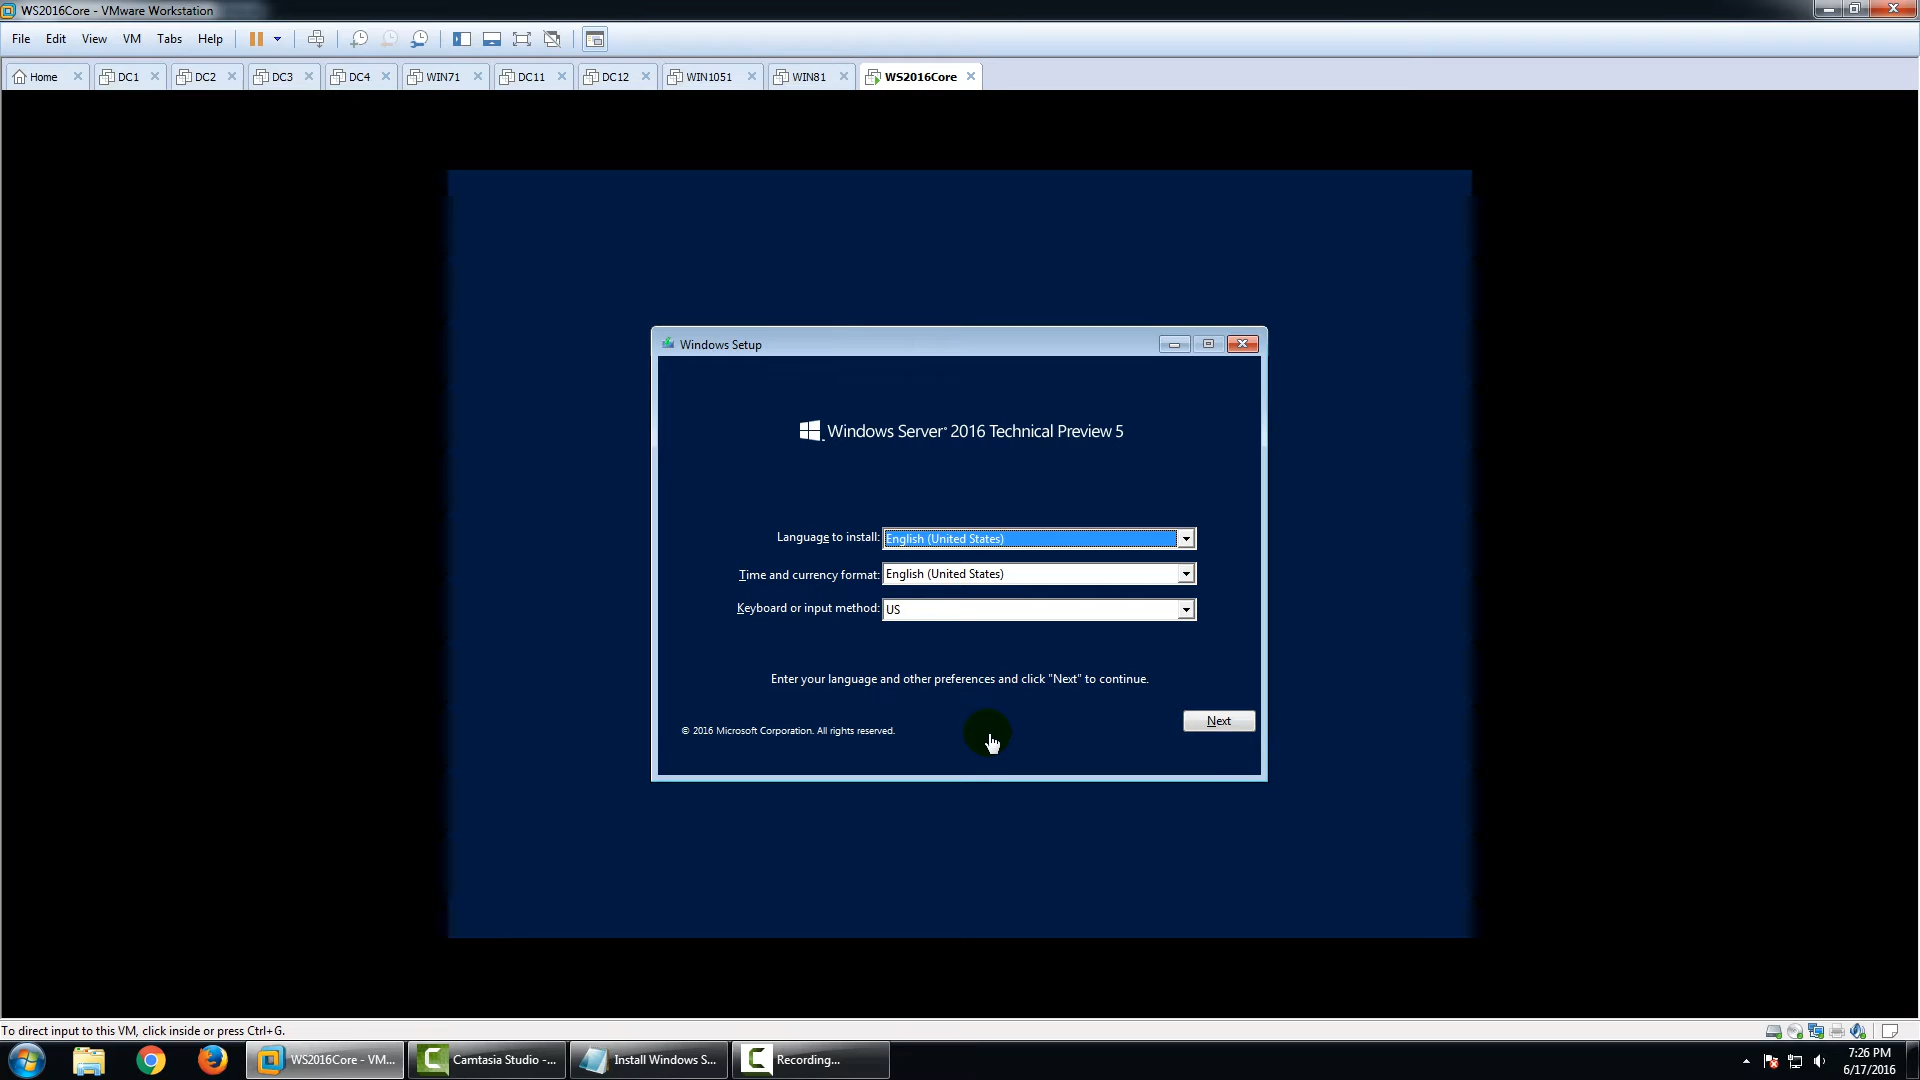 WS2016Core - VMware Workstation
File Edit View VM Tabs Help
Home DC1 DC2 DC3 DC4 WIN71 DC11 DC12 WIN1051 WIN81 WS2016Core
Windows Setup
Windows Server® 2016 Technical Preview 5
Language to install: English (United States)
Time and currency format: English (United States)
Keyboard or input method: US
Enter your language and other preferences and click "Next" to continue.
Next
© 2016 Microsoft Corporation. All rights reserved.
To direct input to this VM, click inside or press Ctrl+G.
WS2016Core - VM... Camtasia Studio -... Install Windows S... Recording...
7:26 PM
6/17/2016